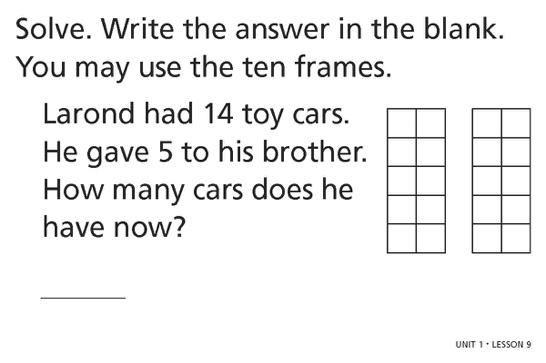 Solve. Write the answer in the blank.
You may use the ten frames.
Larond had 14 toy cars.
He gave 5 to his brother.
How many cars does he
have now?
UNIT 1 • LESSON 9